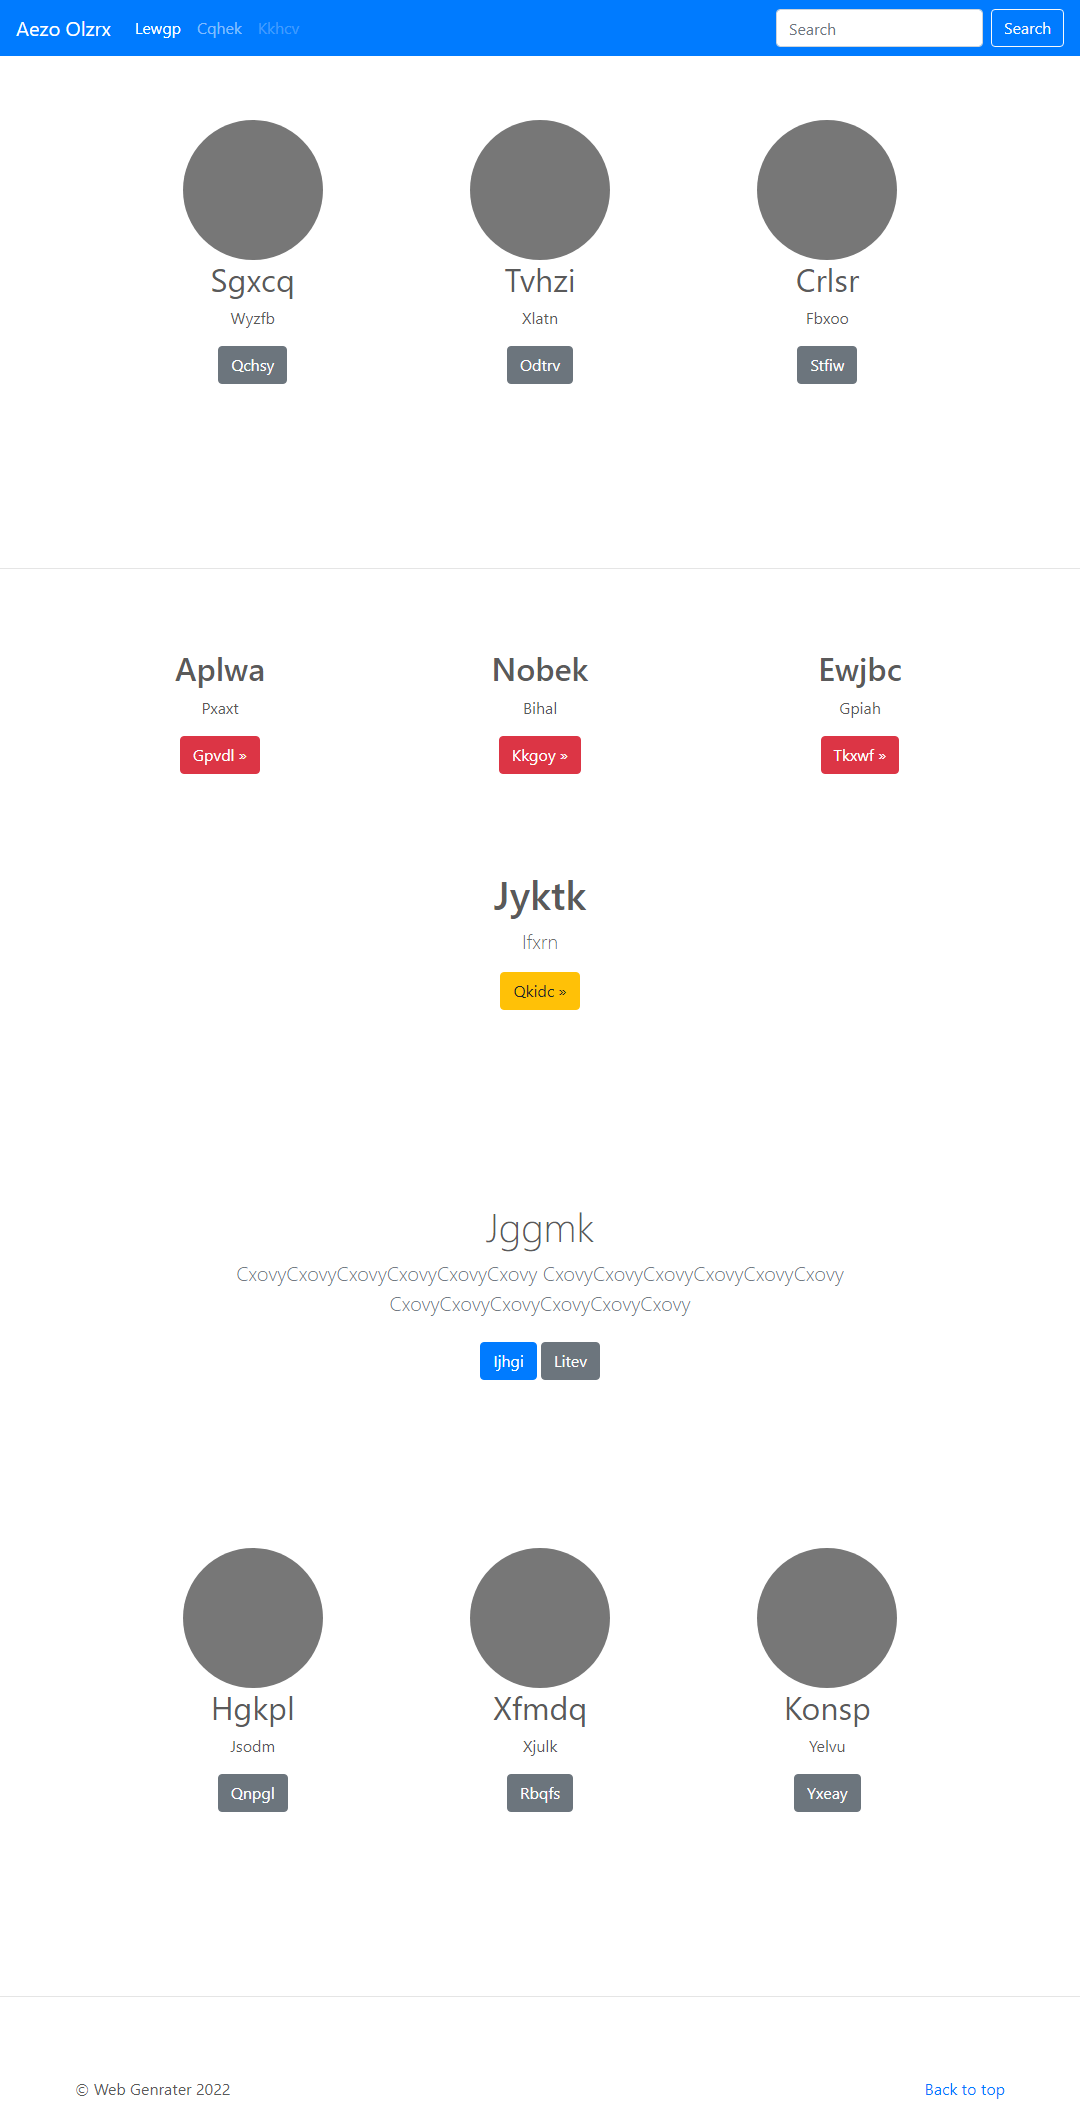 Aezo Olzrx Lewgp Cqhek Kkhcv Search Search
Sgxcq Tvhzi Crlsr
Wyzfb Xlatn Fbxoo
Qchsy Odtrv Stfiw
Aplwa Nobek Ewjbc
Pxaxt Bihal Gpiah
Gpvdl » Kkgoy » Tkxwf »
Jyktk
Ifxrn
Qkidc »
Jggmk
CxovyCxovyCxovyCxovyCxovyCxovy CxovyCxovyCxovyCxovyCxovyCxovy
CxovyCxovyCxovyCxovyCxovyCxovy
Ijhgi Litev
Hgkpl Xfmdq Konsp
Jsodm Xjulk Yelvu
Qnpgl Rbqfs Yxeay
© Web Genrater 2022 Back to top